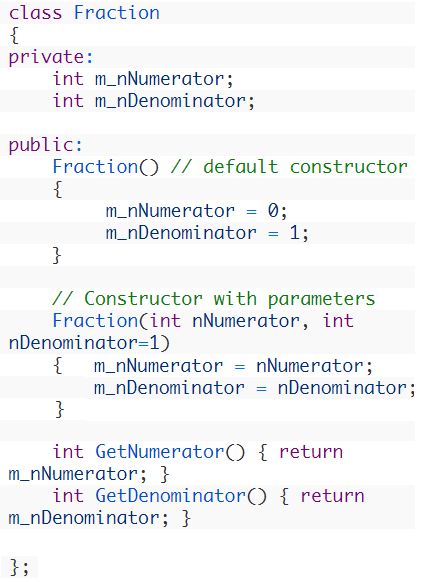 class Fraction
{
private:
    int m_nNumerator;
    int m_nDenominator;

public:
    Fraction() // default constructor
    {
         m_nNumerator = 0;
         m_nDenominator = 1;
    }

    // Constructor with parameters
    Fraction(int nNumerator, int
nDenominator=1)
    {   m_nNumerator = nNumerator;
        m_nDenominator = nDenominator;
    }

    int GetNumerator() { return
m_nNumerator; }
    int GetDenominator() { return
m_nDenominator; }

};